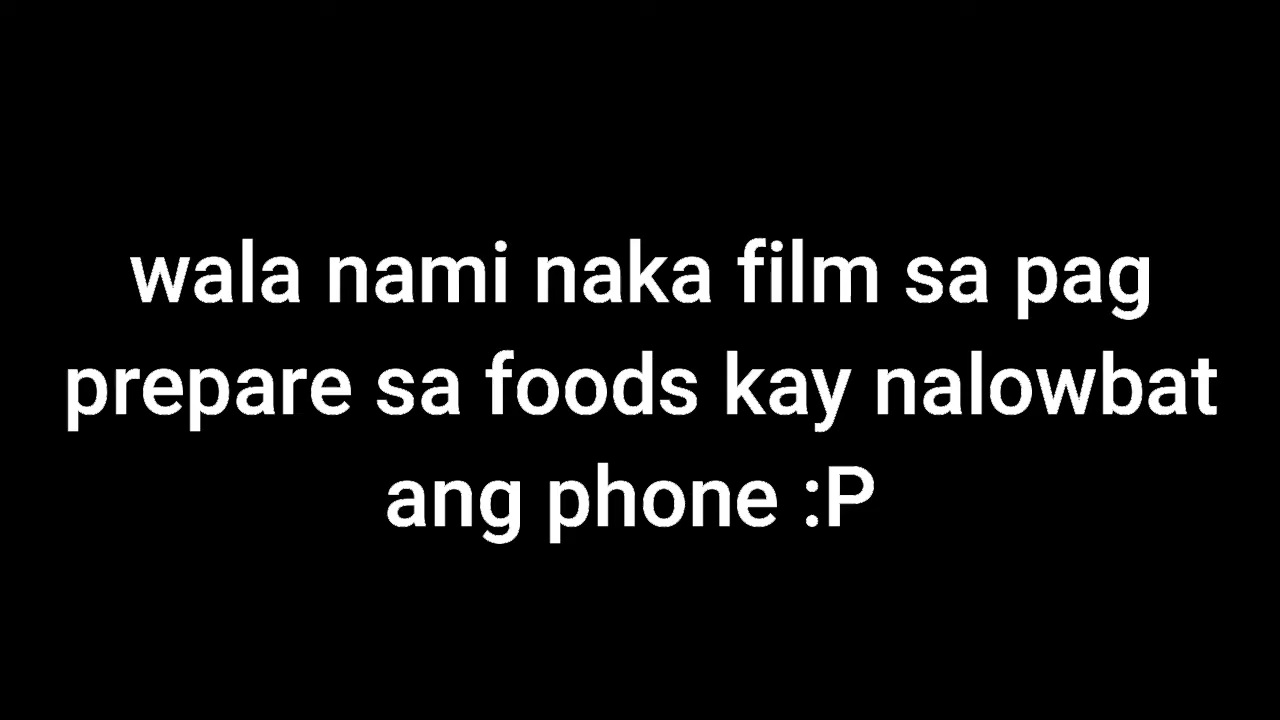 wala nami naka film sa pag
prepare sa foods kay nalowbat
ang phone :P